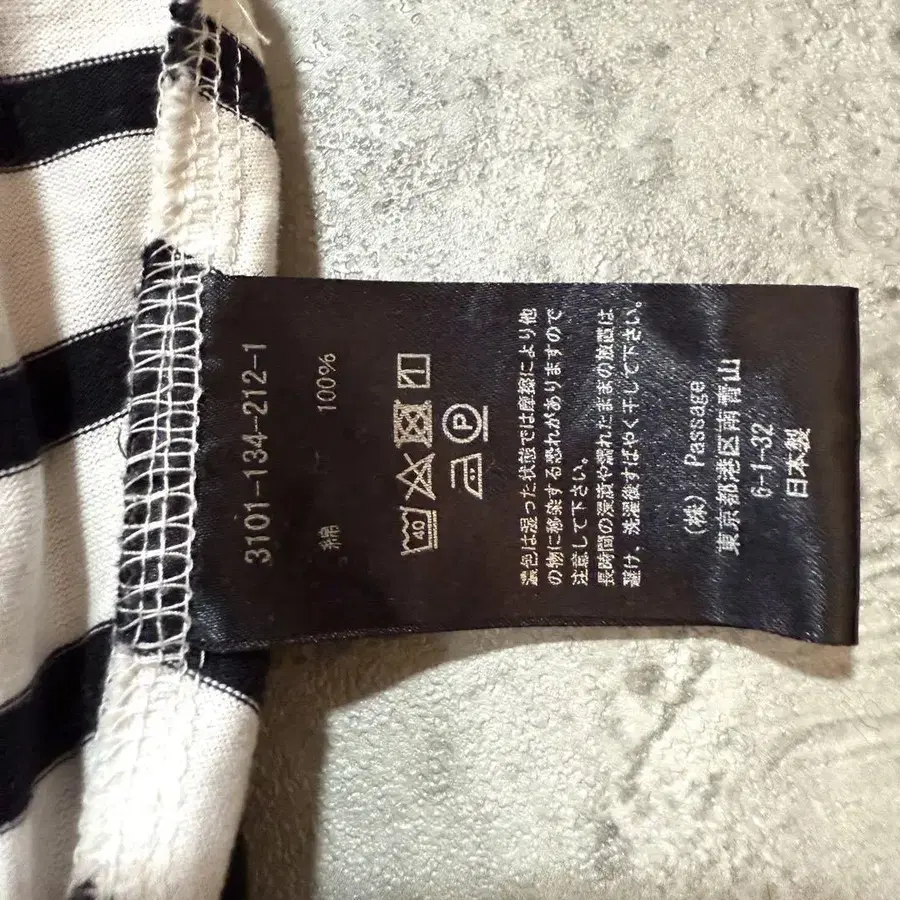 3101-134-212-1
綿 100%
40
P
濃色は湿った状態では摩擦により他
の物に移染する恐れがありますので
注意して下さい。
長時間の浸漬や濡れたままの放置は
避け、洗濯後すばやく干して下さい。
(株) Passage
東京都港区南青山
6-1-32
日本製